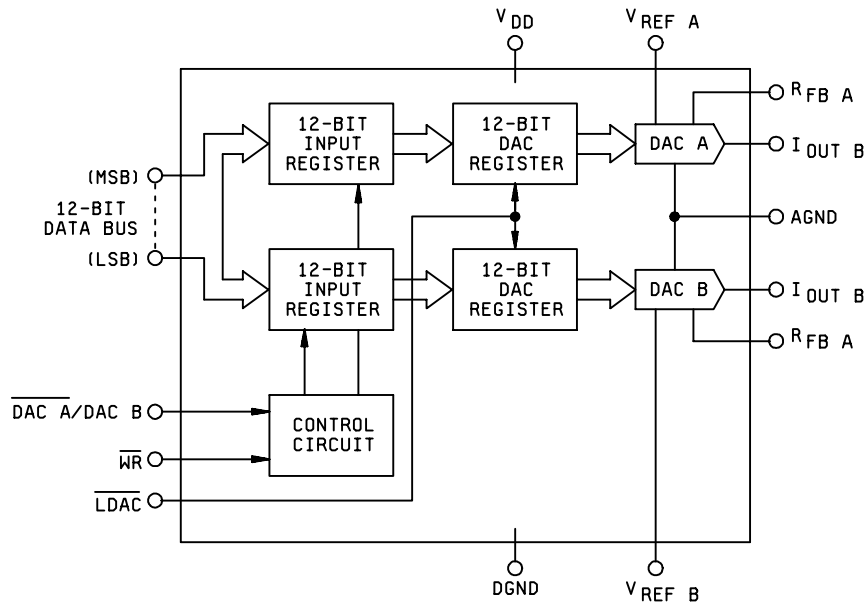 V DD
V REF A
R FB A
12-BIT
INPUT
REGISTER
12-BIT
DAC
REGISTER
DAC A
I OUT B
(MSB)
12-BIT
DATA BUS
(LSB)
AGND
12-BIT
INPUT
REGISTER
12-BIT
DAC
REGISTER
DAC B
I OUT B
R FB A
DAC A/DAC B
CONTROL
CIRCUIT
WR
LDAC
DGND
V REF B